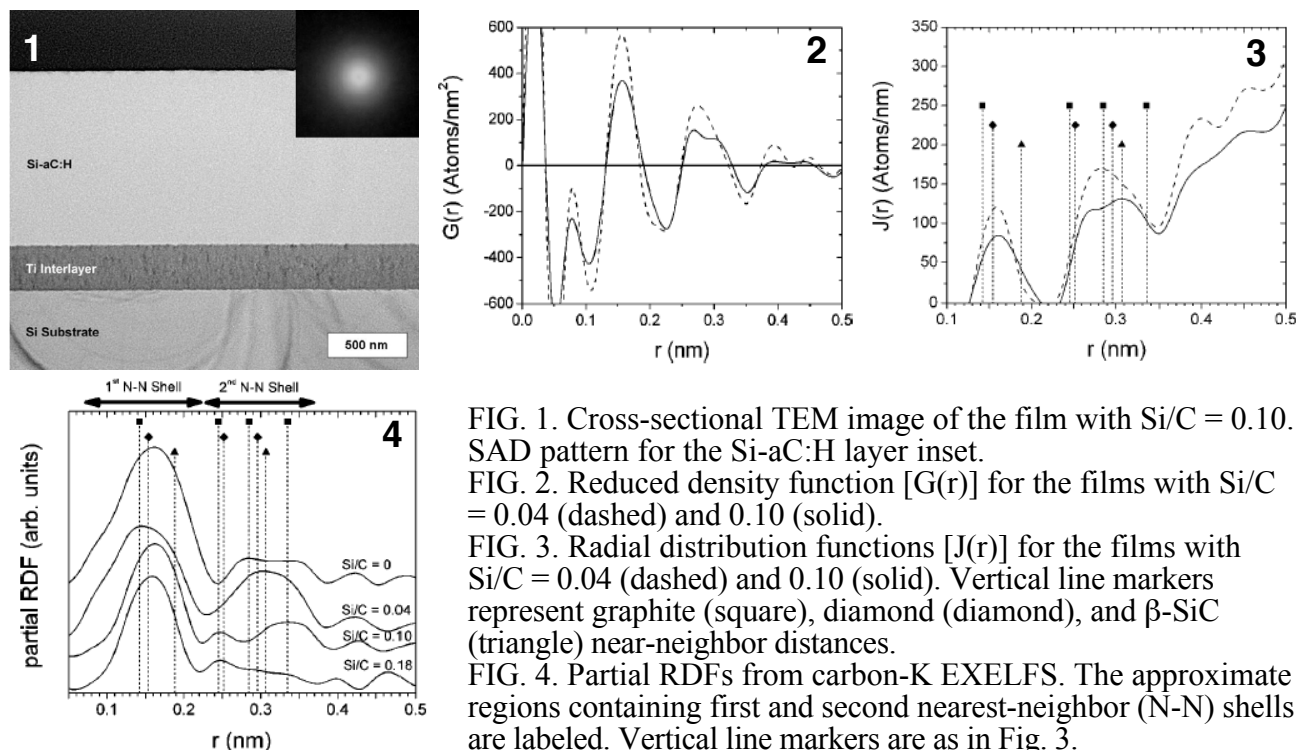 1
Si-aC:H
Ti Interlayer
Si Substrate
500 nm
2
G(r) (Atoms/nm²)
600
400
200
0
-200
-400
-600
0.0 0.1 0.2 0.3 0.4 0.5
r (nm)
3
J(r) (Atoms/nm)
350
300
250
200
150
100
50
0
0.1 0.2 0.3 0.4 0.5
r (nm)
1st N-N Shell 2nd N-N Shell
4
partial RDF (arb. units)
Si/C = 0
Si/C = 0.04
Si/C = 0.10
Si/C = 0.18
0.1 0.2 0.3 0.4 0.5
r (nm)
FIG. 1. Cross-sectional TEM image of the film with Si/C = 0.10.
SAD pattern for the Si-aC:H layer inset.
FIG. 2. Reduced density function [G(r)] for the films with Si/C
= 0.04 (dashed) and 0.10 (solid).
FIG. 3. Radial distribution functions [J(r)] for the films with
Si/C = 0.04 (dashed) and 0.10 (solid). Vertical line markers
represent graphite (square), diamond (diamond), and β-SiC
(triangle) near-neighbor distances.
FIG. 4. Partial RDFs from carbon-K EXELFS. The approximate
regions containing first and second nearest-neighbor (N-N) shells
are labeled. Vertical line markers are as in Fig. 3.